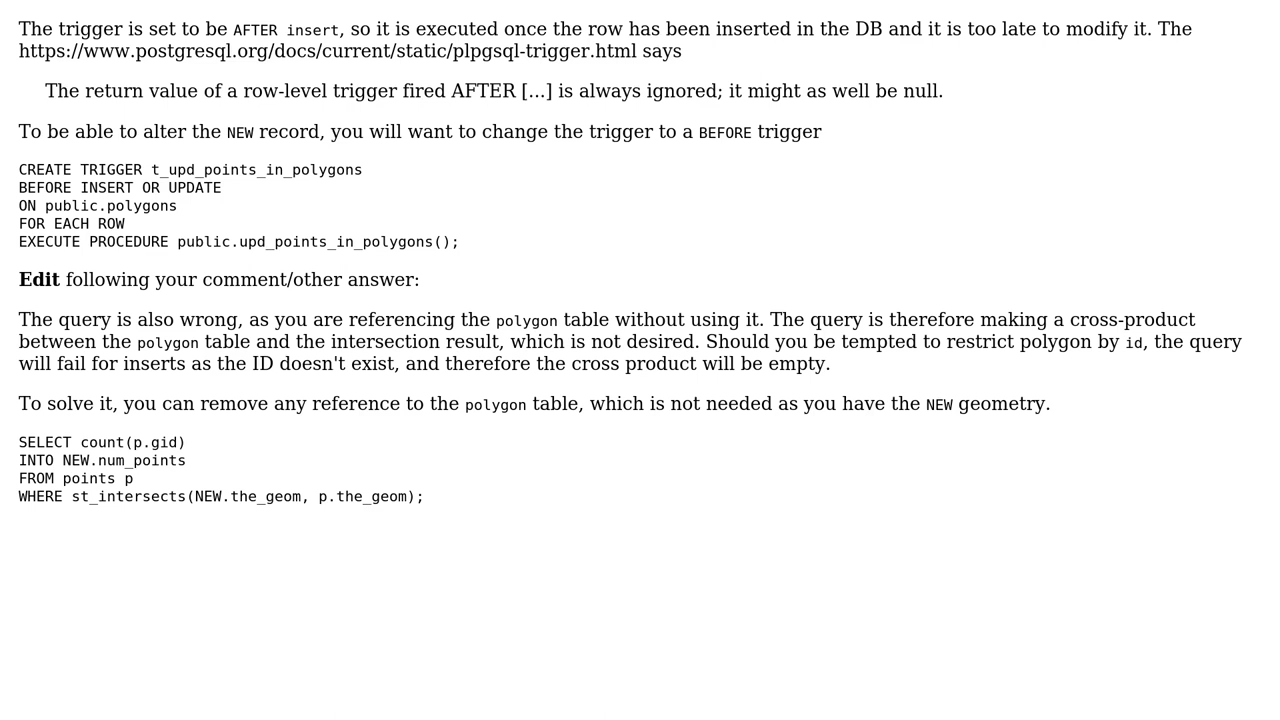 The trigger is set to be AFTER insert, so it is executed once the row has been inserted in the DB and it is too late to modify it. The
https://www.postgresql.org/docs/current/static/plpgsql-trigger.html says
The return value of a row-level trigger fired AFTER [...] is always ignored; it might as well be null.
To be able to alter the NEW record, you will want to change the trigger to a BEFORE trigger
CREATE TRIGGER t_upd_points_in_polygons
BEFORE INSERT OR UPDATE
ON public.polygons
FOR EACH ROW
EXECUTE PROCEDURE public.upd_points_in_polygons();
Edit following your comment/other answer:
The query is also wrong, as you are referencing the polygon table without using it. The query is therefore making a cross-product
between the polygon table and the intersection result, which is not desired. Should you be tempted to restrict polygon by id, the query
will fail for inserts as the ID doesn't exist, and therefore the cross product will be empty.
To solve it, you can remove any reference to the polygon table, which is not needed as you have the NEW geometry.
SELECT count(p.gid)
INTO NEW.num_points
FROM points p
WHERE st_intersects(NEW.the_geom, p.the_geom);